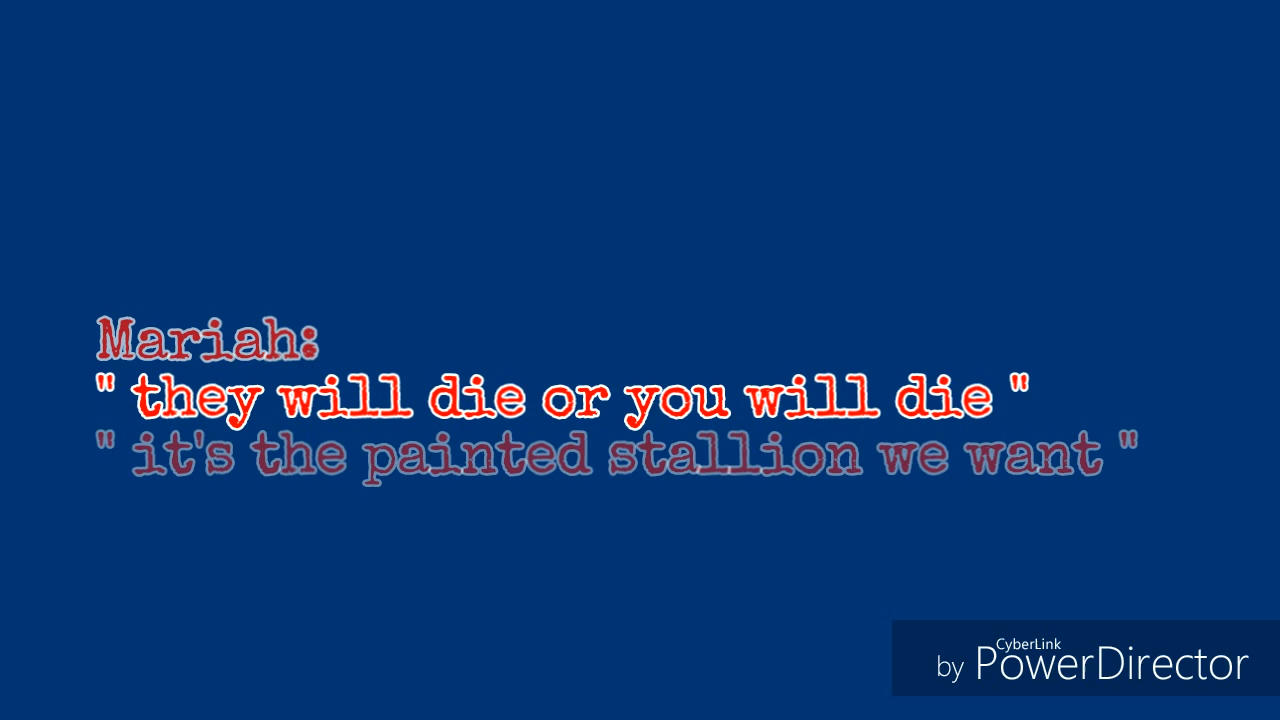 Mariah:
" they will die or you will die "
" it's the painted stallion we want "
CyberLink
by PowerDirector